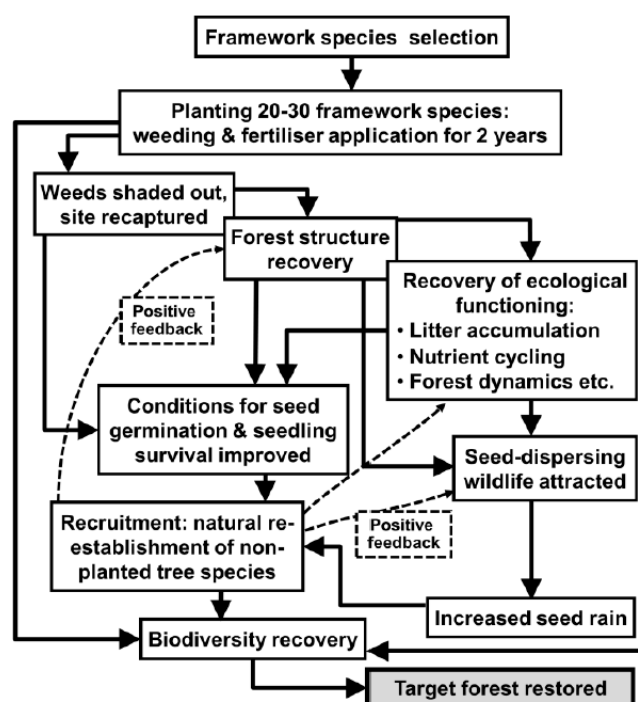 Framework species selection
Planting 20-30 framework species:
weeding & fertiliser application for 2 years
Weeds shaded out,
site recaptured
Forest structure
recovery
Recovery of ecological
functioning:
• Litter accumulation
• Nutrient cycling
• Forest dynamics etc.
Positive
feedback
Conditions for seed
germination & seedling
survival improved
Seed-dispersing
wildlife attracted
Recruitment: natural re-
establishment of non-
planted tree species
Positive
feedback
Increased seed rain
Biodiversity recovery
Target forest restored